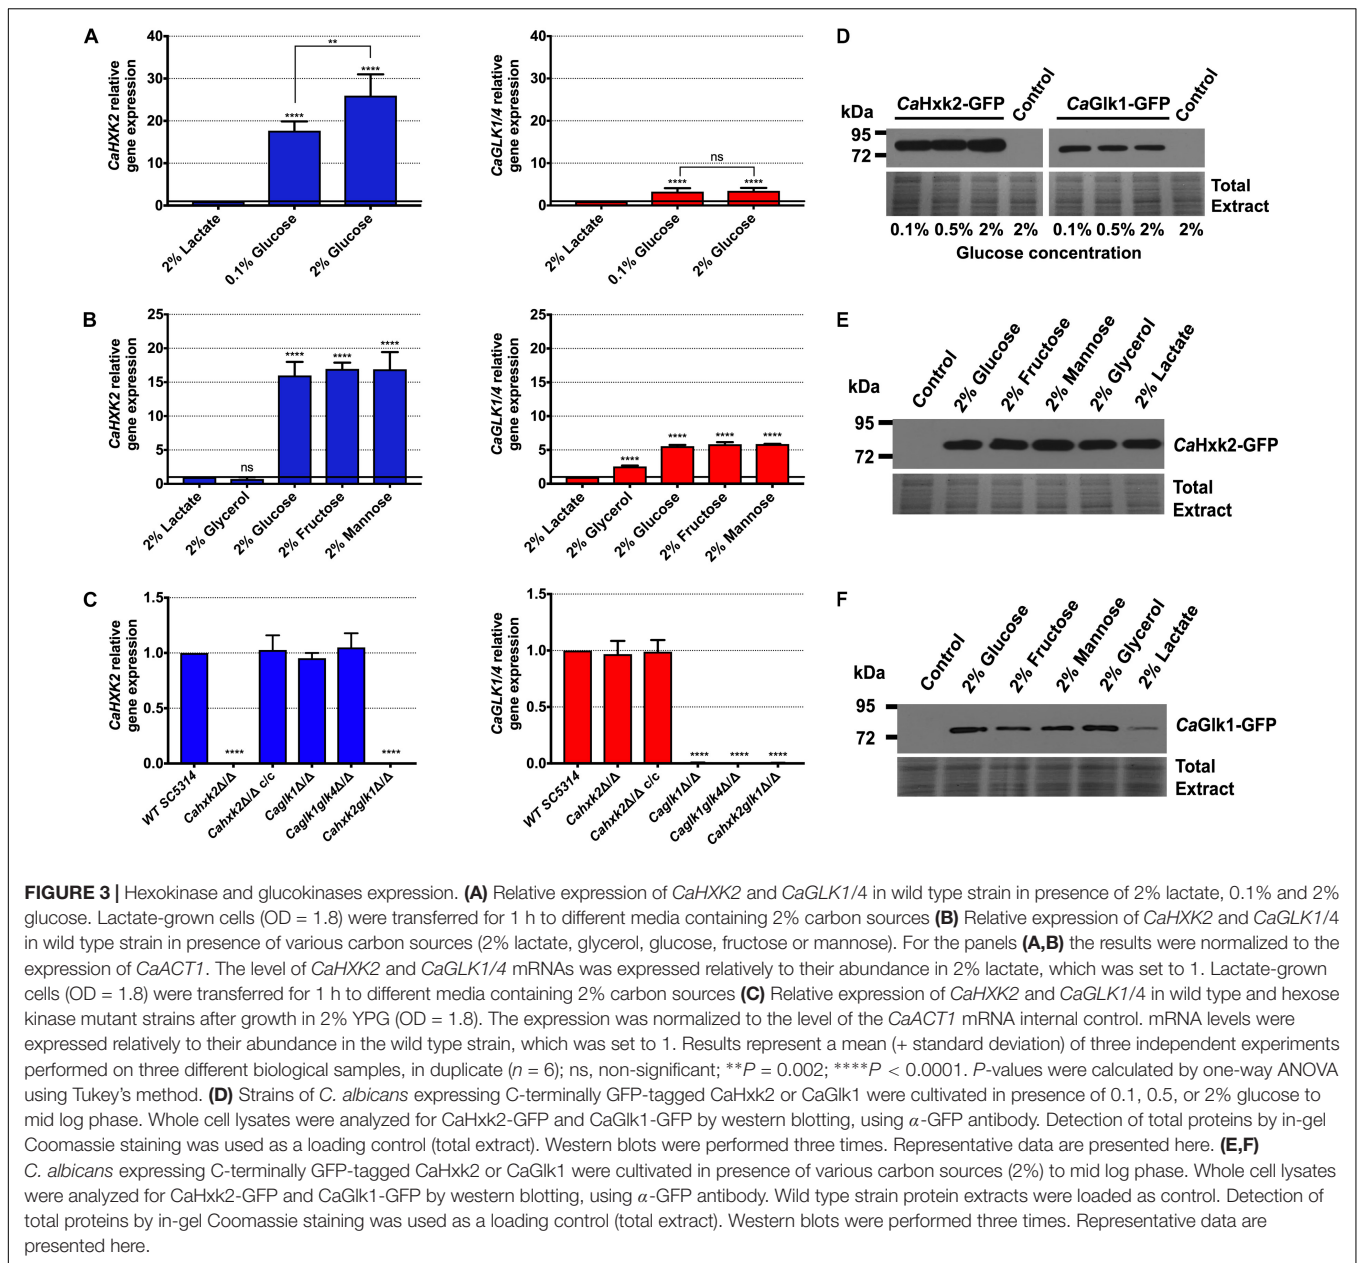 A
CaHXK2 relative
gene expression
40
30
20
10
0
**
****
****
2% Lactate
0.1% Glucose
2% Glucose
CaGLK1/4 relative
gene expression
40
30
20
10
0
ns
****
****
2% Lactate
0.1% Glucose
2% Glucose
D
CaHxk2-GFP
Control
CaGlk1-GFP
Control
kDa
95
72
Total
Extract
0.1% 0.5% 2% 2% 0.1% 0.5% 2% 2%
Glucose concentration
B
CaHXK2 relative
gene expression
25
20
15
10
5
0
ns
****
****
****
2% Lactate
2% Glycerol
2% Glucose
2% Fructose
2% Mannose
CaGLK1/4 relative
gene expression
25
20
15
10
5
0
****
****
****
****
2% Lactate
2% Glycerol
2% Glucose
2% Fructose
2% Mannose
E
kDa
Control
2% Glucose
2% Fructose
2% Mannose
2% Glycerol
2% Lactate
95
72
CaHxk2-GFP
Total
Extract
C
CaHXK2 relative
gene expression
1.5
1.0
0.5
0.0
****
****
WT SC5314
Cahxk2Δ/Δ
Cahxk2Δ/Δ c/c
Caglk1Δ/Δ
Caglk1glk4Δ/Δ
Cahxk2glk1Δ/Δ
CaGLK1/4 relative
gene expression
1.5
1.0
0.5
0.0
****
****
****
WT SC5314
Cahxk2Δ/Δ
Cahxk2Δ/Δ c/c
Caglk1Δ/Δ
Caglk1glk4Δ/Δ
Cahxk2glk1Δ/Δ
F
kDa
Control
2% Glucose
2% Fructose
2% Mannose
2% Glycerol
2% Lactate
95
72
CaGlk1-GFP
Total
Extract
FIGURE 3 | Hexokinase and glucokinases expression. (A) Relative expression of CaHXK2 and CaGLK1/4 in wild type strain in presence of 2% lactate, 0.1% and 2%
glucose. Lactate-grown cells (OD = 1.8) were transferred for 1 h to different media containing 2% carbon sources (B) Relative expression of CaHXK2 and CaGLK1/4
in wild type strain in presence of various carbon sources (2% lactate, glycerol, glucose, fructose or mannose). For the panels (A,B) the results were normalized to the
expression of CaACT1. The level of CaHXK2 and CaGLK1/4 mRNAs was expressed relatively to their abundance in 2% lactate, which was set to 1. Lactate-grown
cells (OD = 1.8) were transferred for 1 h to different media containing 2% carbon sources (C) Relative expression of CaHXK2 and CaGLK1/4 in wild type and hexose
kinase mutant strains after growth in 2% YPG (OD = 1.8). The expression was normalized to the level of the CaACT1 mRNA internal control. mRNA levels were
expressed relatively to their abundance in the wild type strain, which was set to 1. Results represent a mean (+ standard deviation) of three independent experiments
performed on three different biological samples, in duplicate (n = 6); ns, non-significant; **P = 0.002; ****P < 0.0001. P-values were calculated by one-way ANOVA
using Tukey's method. (D) Strains of C. albicans expressing C-terminally GFP-tagged CaHxk2 or CaGlk1 were cultivated in presence of 0.1, 0.5, or 2% glucose to
mid log phase. Whole cell lysates were analyzed for CaHxk2-GFP and CaGlk1-GFP by western blotting, using α-GFP antibody. Detection of total proteins by in-gel
Coomassie staining was used as a loading control (total extract). Western blots were performed three times. Representative data are presented here. (E,F)
C. albicans expressing C-terminally GFP-tagged CaHxk2 or CaGlk1 were cultivated in presence of various carbon sources (2%) to mid log phase. Whole cell lysates
were analyzed for CaHxk2-GFP and CaGlk1-GFP by western blotting, using α-GFP antibody. Wild type strain protein extracts were loaded as control. Detection of
total proteins by in-gel Coomassie staining was used as a loading control (total extract). Western blots were performed three times. Representative data are
presented here.